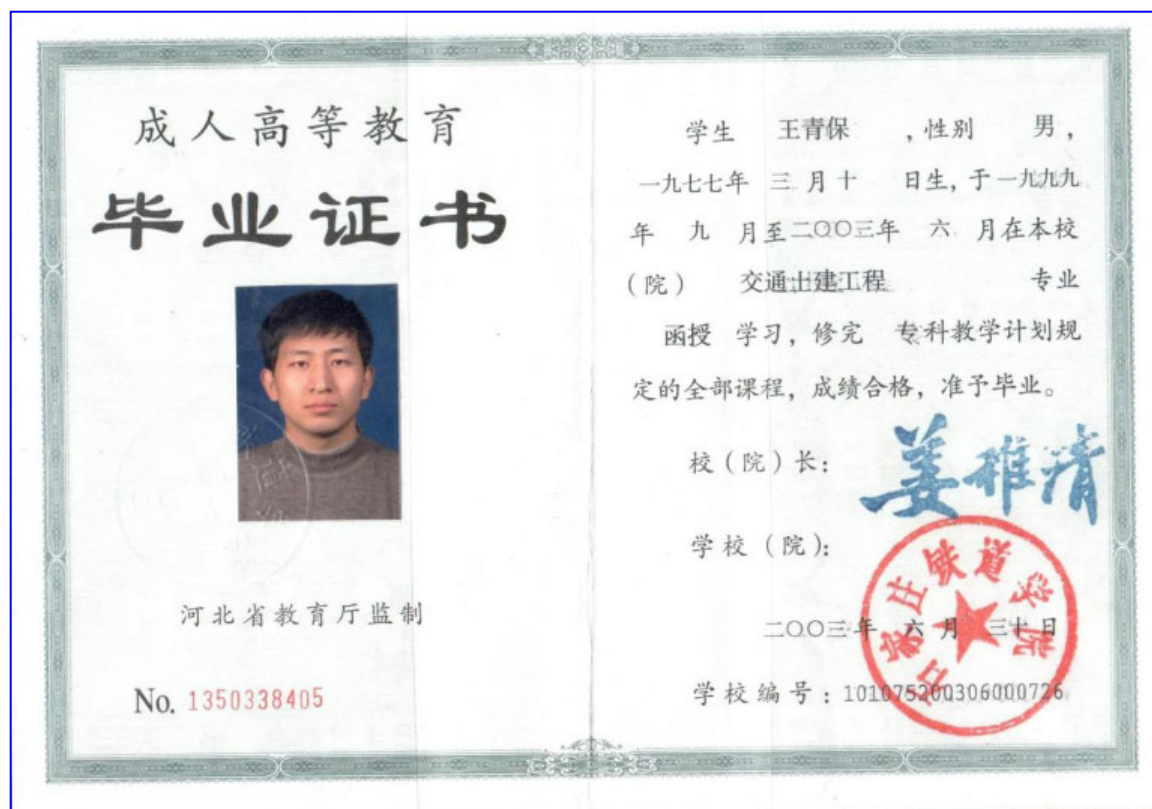 成人高等教育
毕业证书
河北省教育厅监制
No. 1350338405
学生 王青保 ,性别 男,
一九七七年 三 月十 日生,于一九九九
年 九 月至二〇〇三年 六 月在本校
(院) 交通土建工程 专业
函授 学习, 修完 专科教学计划规
定的全部课程, 成绩合格, 准予毕业。
校(院)长:
姜稚清
学校(院):
石家庄铁道学院
二〇〇三年 六 月 三十日
学校编号: 101075200306000726